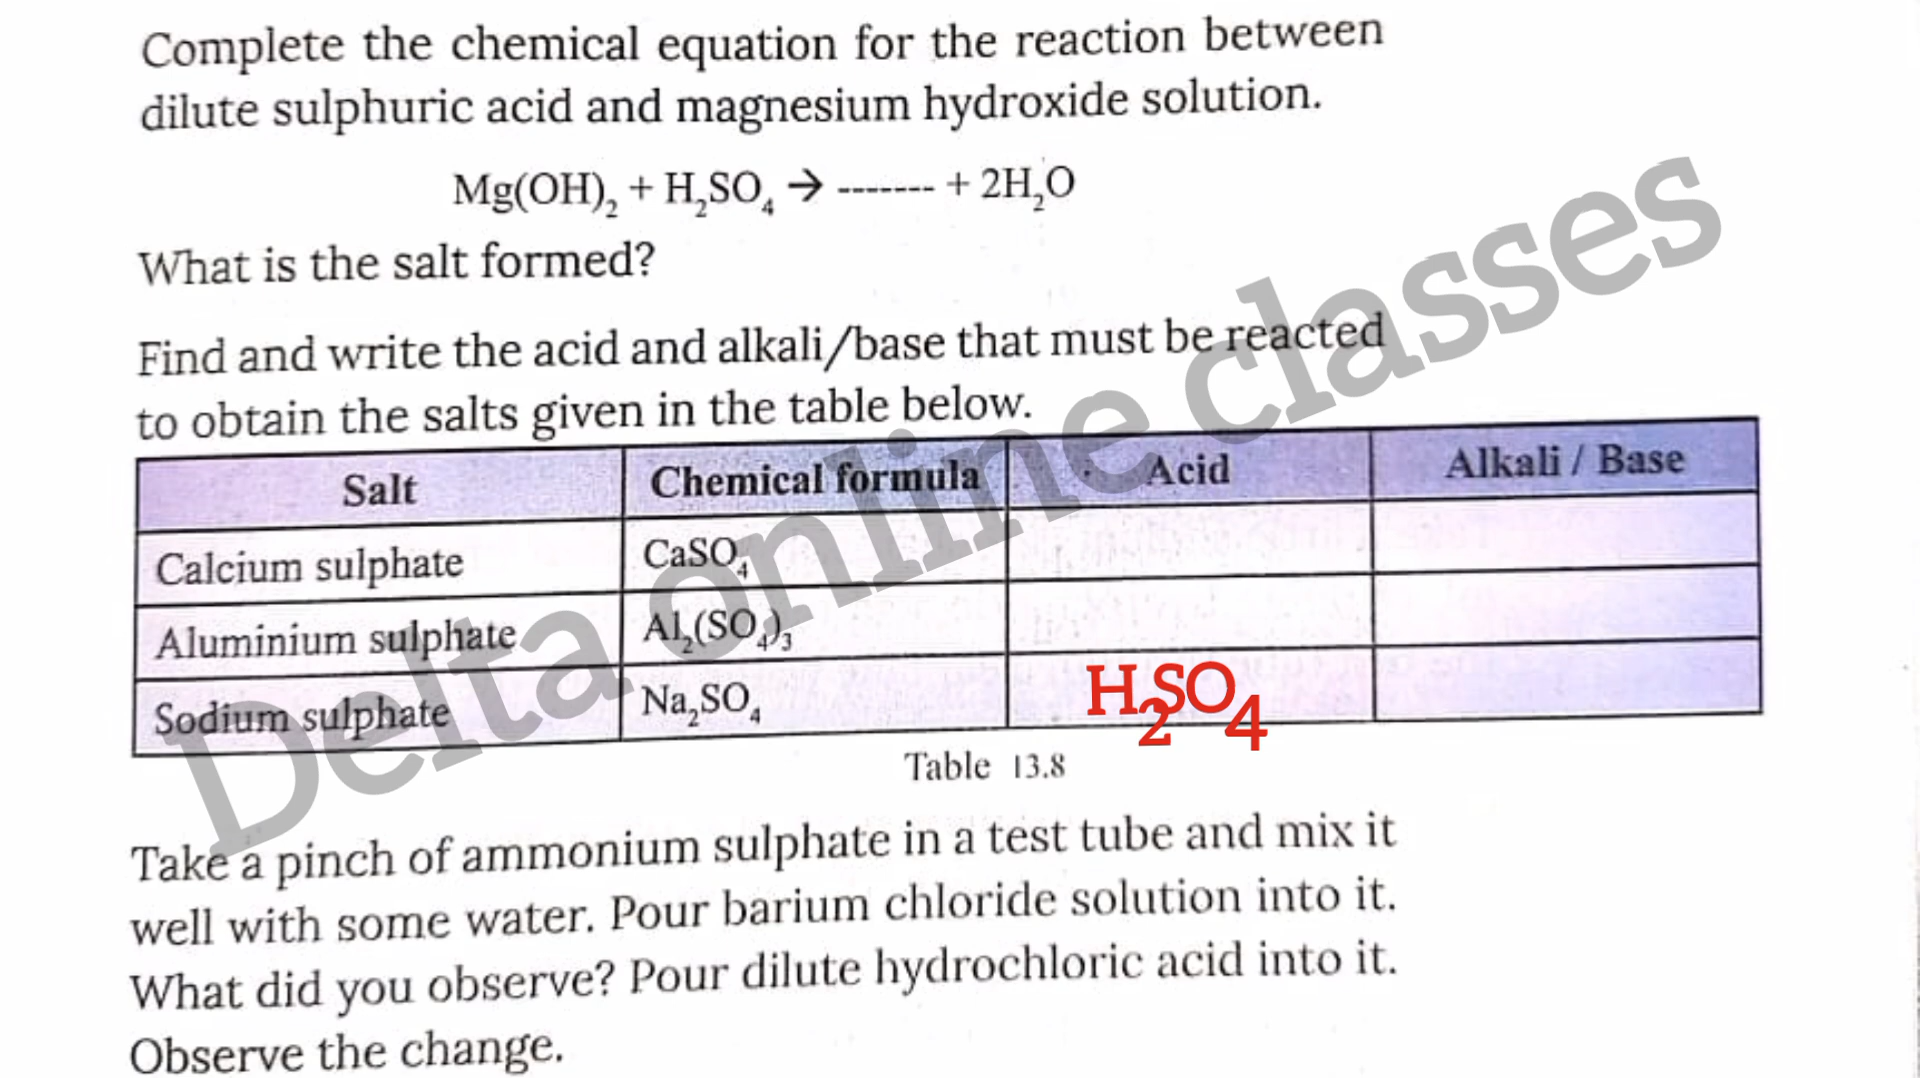 Complete the chemical equation for the reaction between
dilute sulphuric acid and magnesium hydroxide solution.
Mg(OH)₂ + H₂SO₄ → ------- + 2H₂O
What is the salt formed?
Find and write the acid and alkali/base that must be reacted
to obtain the salts given in the table below.
Salt Chemical formula Acid Alkali / Base
Calcium sulphate CaSO₄
Aluminium sulphate Al₂(SO₄)₃
Sodium sulphate Na₂SO₄ H₂SO₄
Table 13.8
Take a pinch of ammonium sulphate in a test tube and mix it
well with some water. Pour barium chloride solution into it.
What did you observe? Pour dilute hydrochloric acid into it.
Observe the change.
Delta online classes